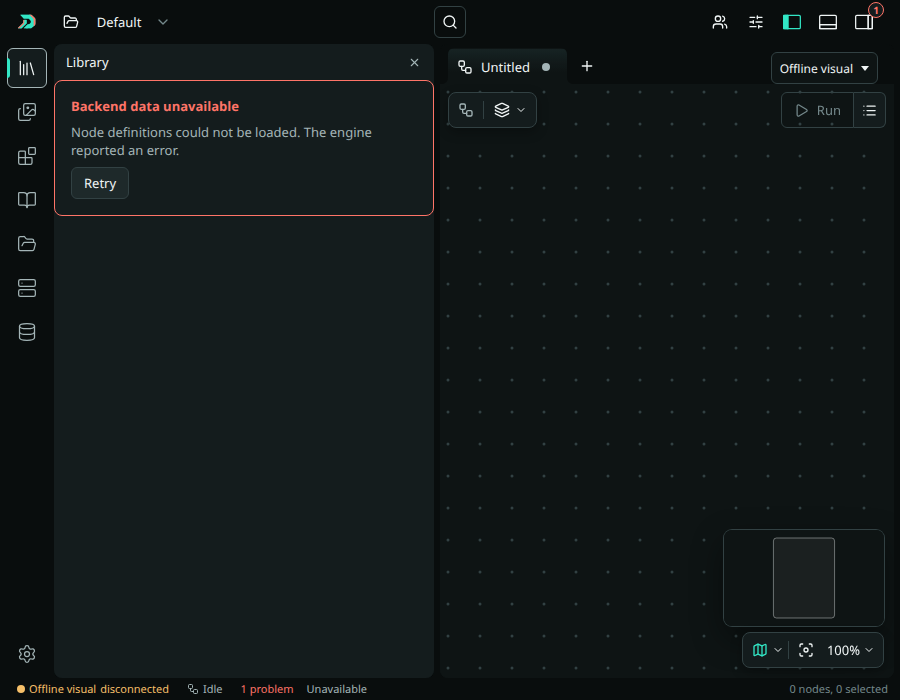 Default
1
Library
Untitled
Offline visual
Backend data unavailable
Node definitions could not be loaded. The engine
reported an error.
Retry
Run
100%
Offline visual disconnected
Idle
1 problem
Unavailable
0 nodes, 0 selected